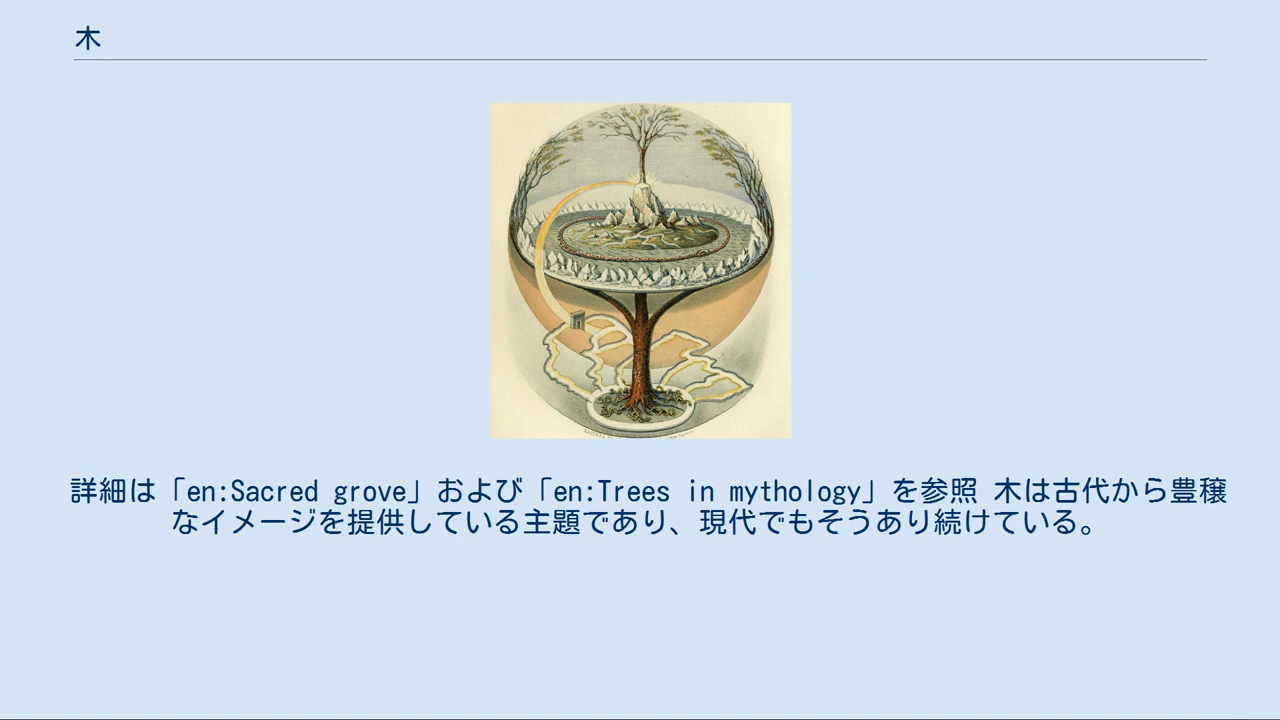 木
詳細は「en:Sacred grove」および「en:Trees in mythology」を参照 木は古代から豊穣
なイメージを提供している主題であり、現代でもそうあり続けている。